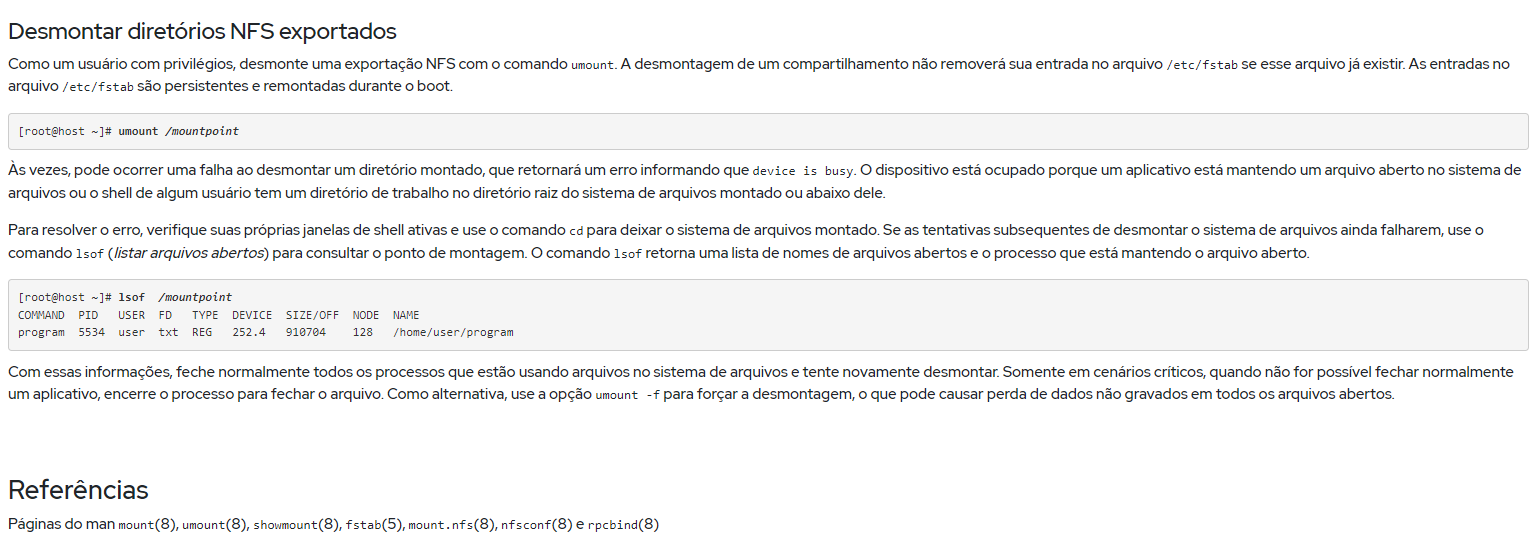 Desmontar diretórios NFS exportados
Como um usuário com privilégios, desmonte uma exportação NFS com o comando umount. A desmontagem de um compartilhamento não removerá sua entrada no arquivo /etc/fstab se esse arquivo já existir. As entradas no
arquivo /etc/fstab são persistentes e remontadas durante o boot.
[root@host ~]# umount /mountpoint
Às vezes, pode ocorrer uma falha ao desmontar um diretório montado, que retornará um erro informando que device is busy. O dispositivo está ocupado porque um aplicativo está mantendo um arquivo aberto no sistema de
arquivos ou o shell de algum usuário tem um diretório de trabalho no diretório raiz do sistema de arquivos montado ou abaixo dele.
Para resolver o erro, verifique suas próprias janelas de shell ativas e use o comando cd para deixar o sistema de arquivos montado. Se as tentativas subsequentes de desmontar o sistema de arquivos ainda falharem, use o
comando lsof (listar arquivos abertos) para consultar o ponto de montagem. O comando lsof retorna uma lista de nomes de arquivos abertos e o processo que está mantendo o arquivo aberto.
[root@host ~]# lsof  /mountpoint
COMMAND  PID   USER  FD   TYPE  DEVICE  SIZE/OFF  NODE  NAME
program  5534  user  txt  REG   252.4   910704    128   /home/user/program
Com essas informações, feche normalmente todos os processos que estão usando arquivos no sistema de arquivos e tente novamente desmontar. Somente em cenários críticos, quando não for possível fechar normalmente
um aplicativo, encerre o processo para fechar o arquivo. Como alternativa, use a opção umount -f para forçar a desmontagem, o que pode causar perda de dados não gravados em todos os arquivos abertos.
Referências
Páginas do man mount(8), umount(8), showmount(8), fstab(5), mount.nfs(8), nfsconf(8) e rpcbind(8)